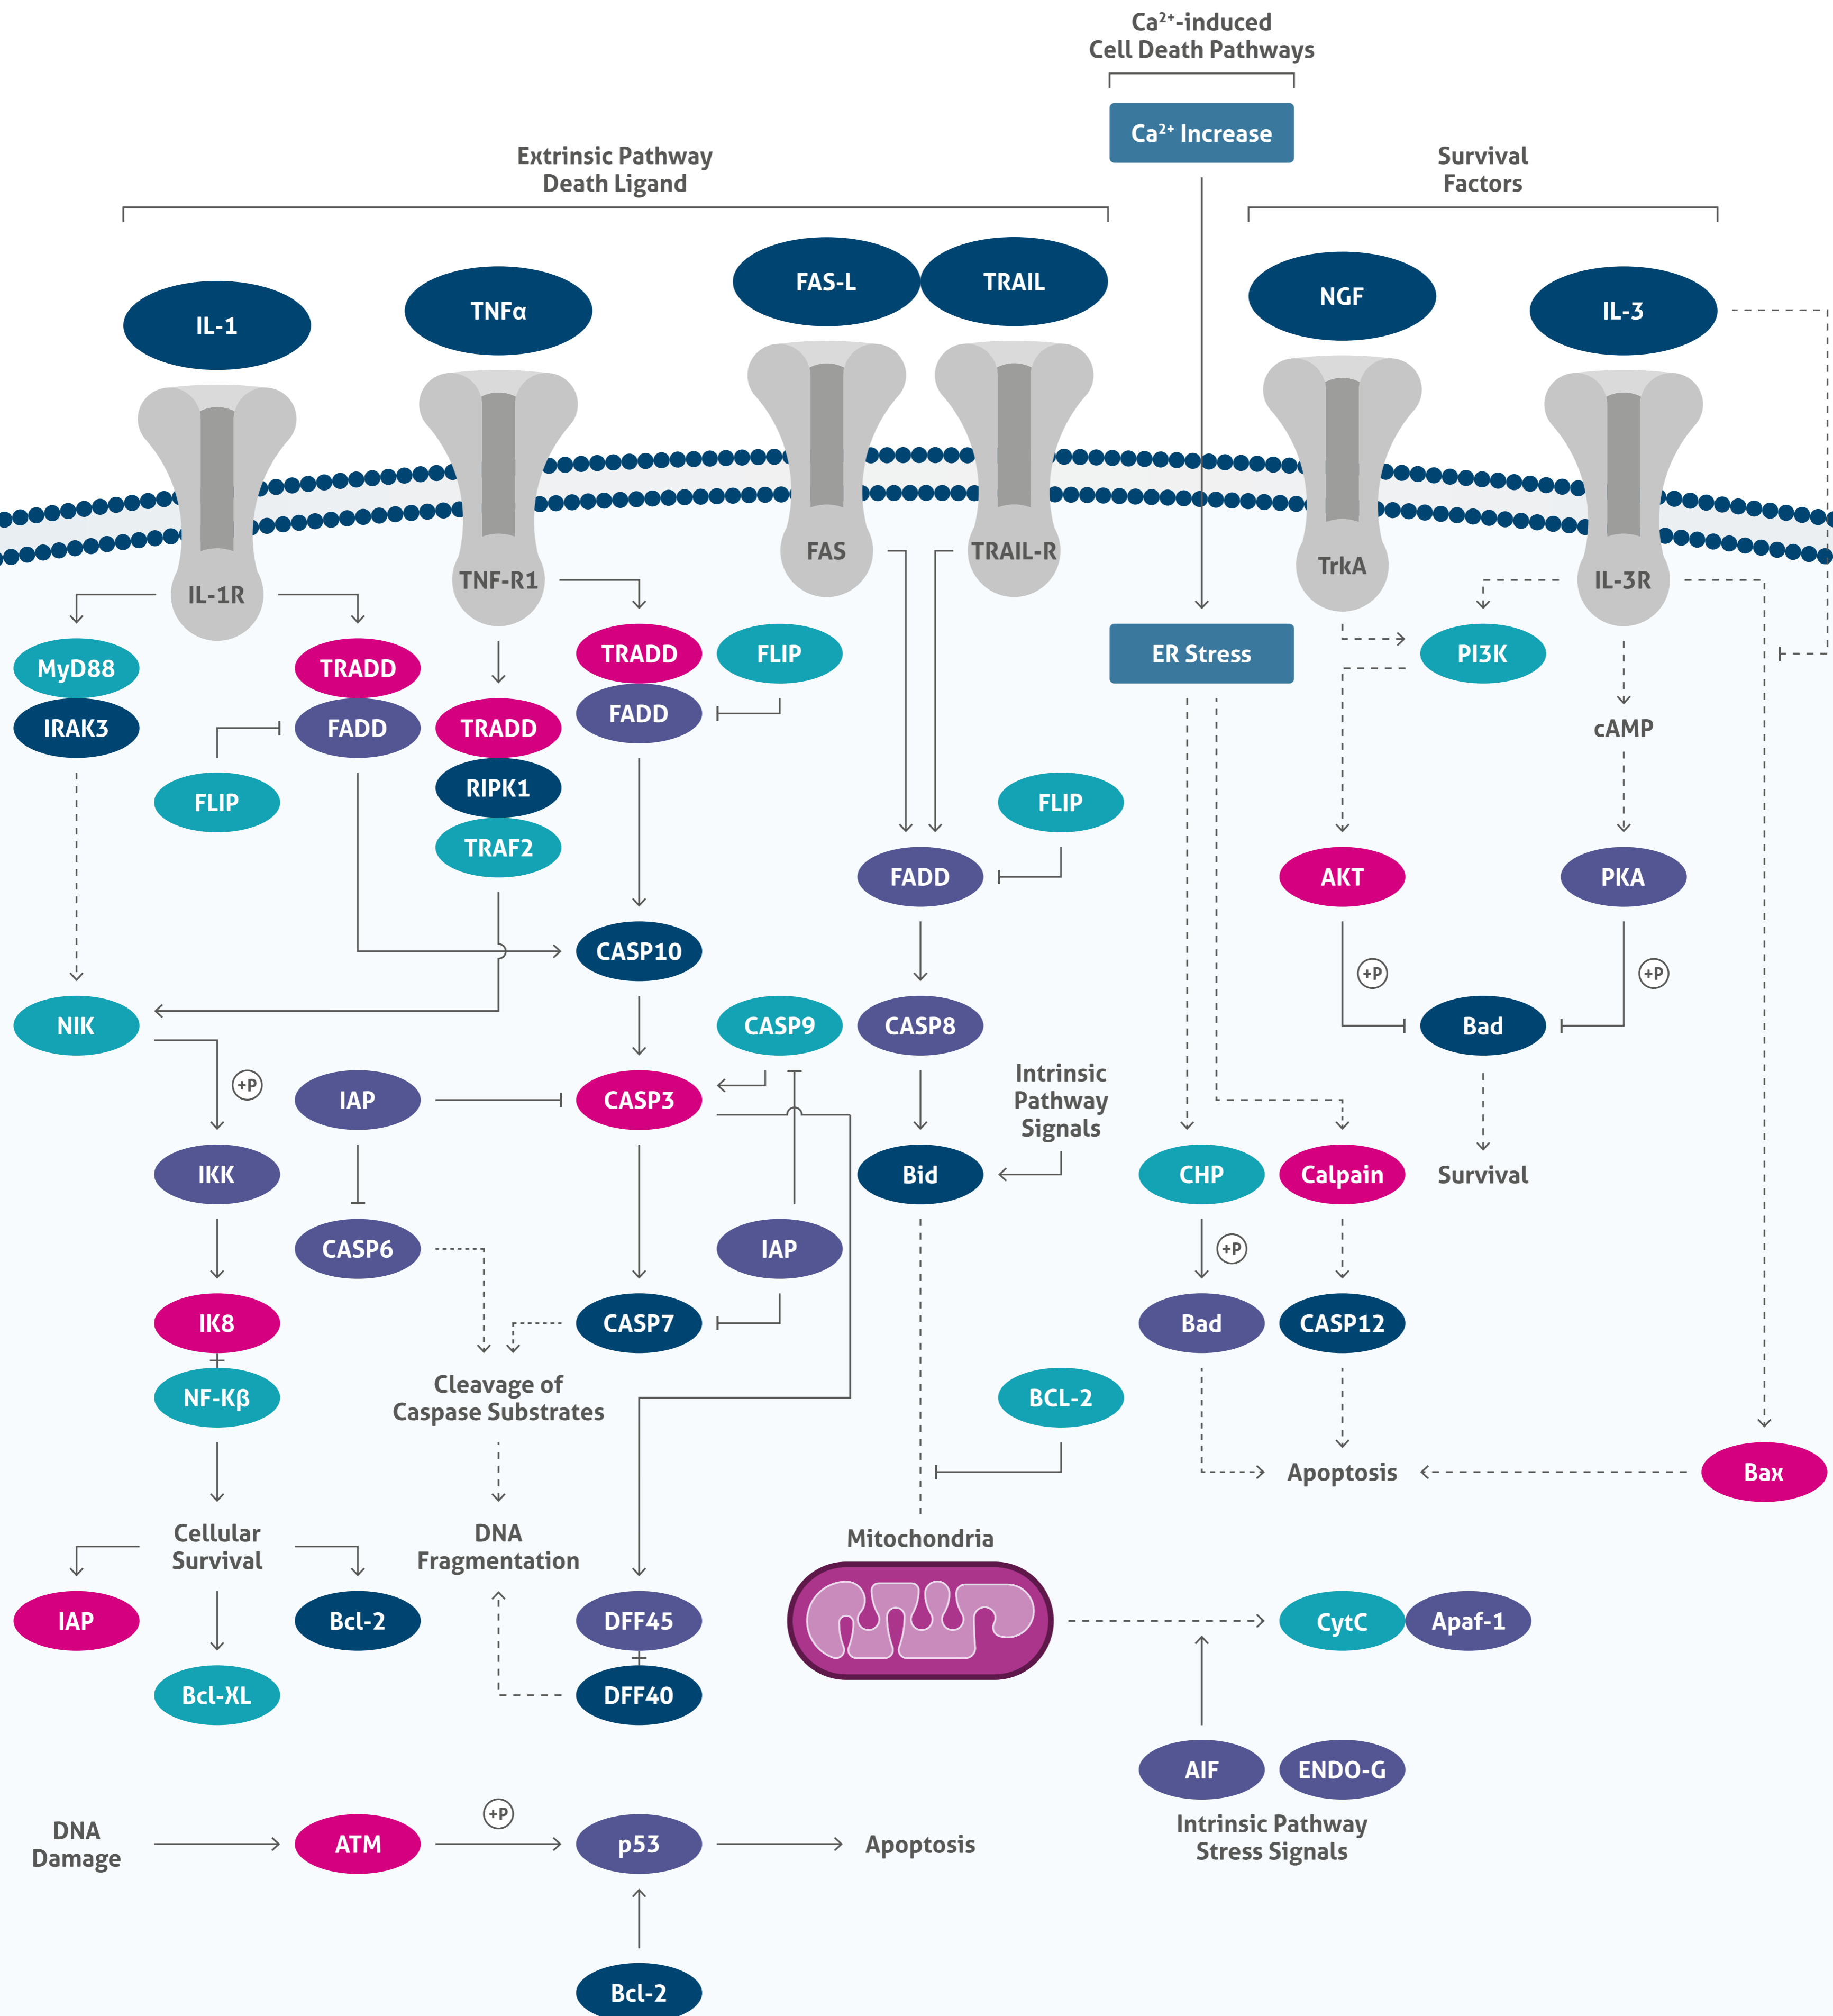 Ca²⁺-induced
Cell Death Pathways
Ca²⁺ Increase
Extrinsic Pathway
Death Ligand
Survival
Factors
IL-1
TNFα
FAS-L
TRAIL
NGF
IL-3
IL-1R
TNF-R1
FAS
TRAIL-R
TrkA
IL-3R
MyD88
IRAK3
TRADD
FADD
FLIP
TRADD
RIPK1
TRAF2
TRADD
FADD
FLIP
ER Stress
PI3K
cAMP
FLIP
FADD
AKT
PKA
CASP10
+P
+P
NIK
CASP9
CASP8
Bad
+P
IAP
CASP3
Intrinsic
Pathway
Signals
IKK
Bid
CHP
Calpain
Survival
CASP6
IAP
+P
IK8
NF-Kβ
CASP7
Bad
CASP12
Cleavage of
Caspase Substrates
BCL-2
Apoptosis
Bax
Cellular
Survival
DNA
Fragmentation
Mitochondria
IAP
Bcl-2
Bcl-XL
DFF45
DFF40
CytC
Apaf-1
AIF
ENDO-G
Intrinsic Pathway
Stress Signals
DNA
Damage
ATM
+P
p53
Apoptosis
Bcl-2